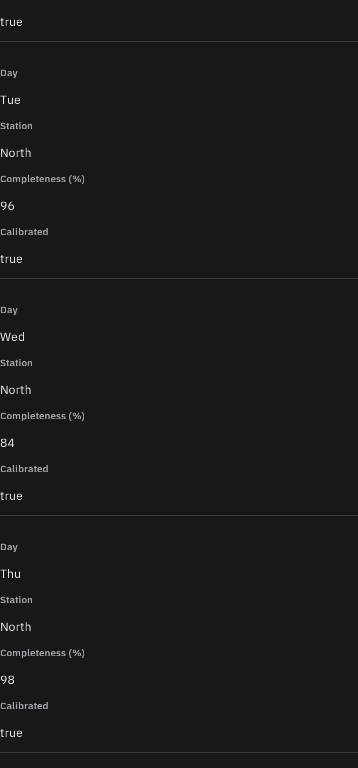 true
Day
Tue
Station
North
Completeness (%)
96
Calibrated
true
Day
Wed
Station
North
Completeness (%)
84
Calibrated
true
Day
Thu
Station
North
Completeness (%)
98
Calibrated
true